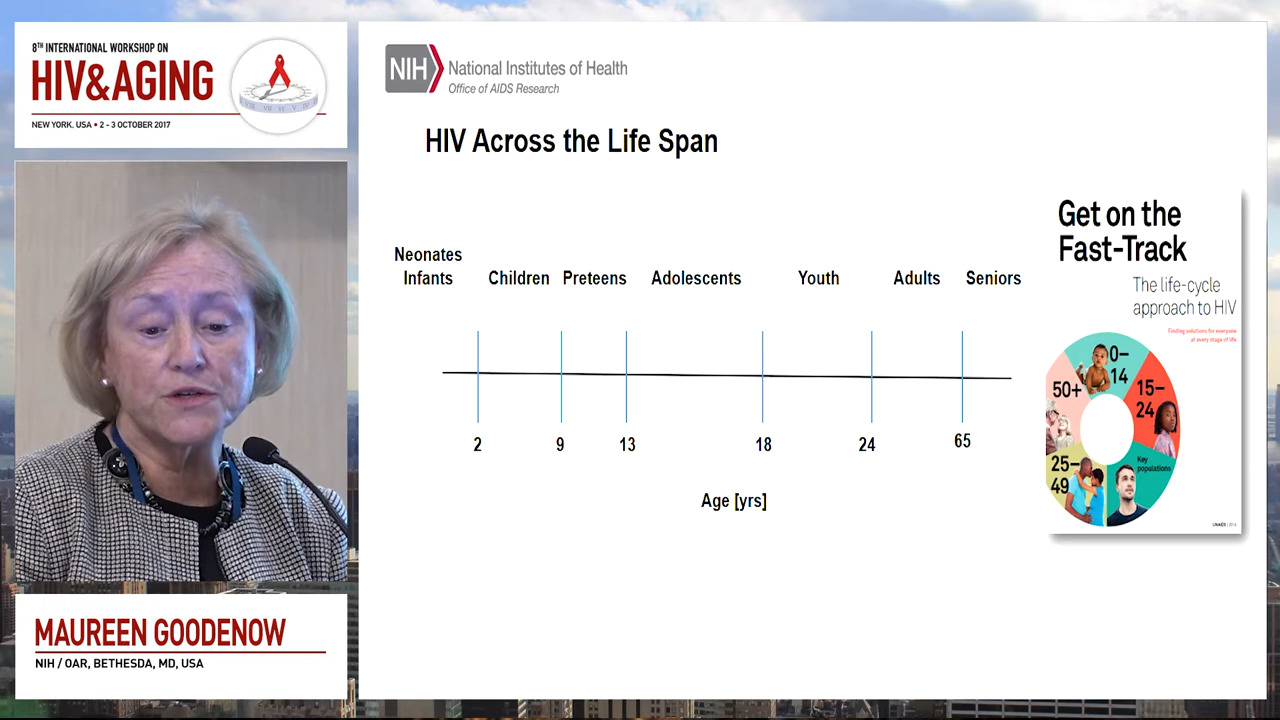 8TH INTERNATIONAL WORKSHOP ON
HIV&AGING
NEW YORK, USA • 2 - 3 OCTOBER 2017
MAUREEN GOODENOW
NIH / OAR, BETHESDA, MD, USA
NIH
National Institutes of Health
Office of AIDS Research
HIV Across the Life Span
Neonates
Infants
Children
Preteens
Adolescents
Youth
Adults
Seniors
2
9
13
18
24
65
Age [yrs]
Get on the
Fast-Track
The life-cycle
approach to HIV
Finding solutions for everyone
at every stage of life
0–
14
15–
24
Key
populations
25–
49
50+